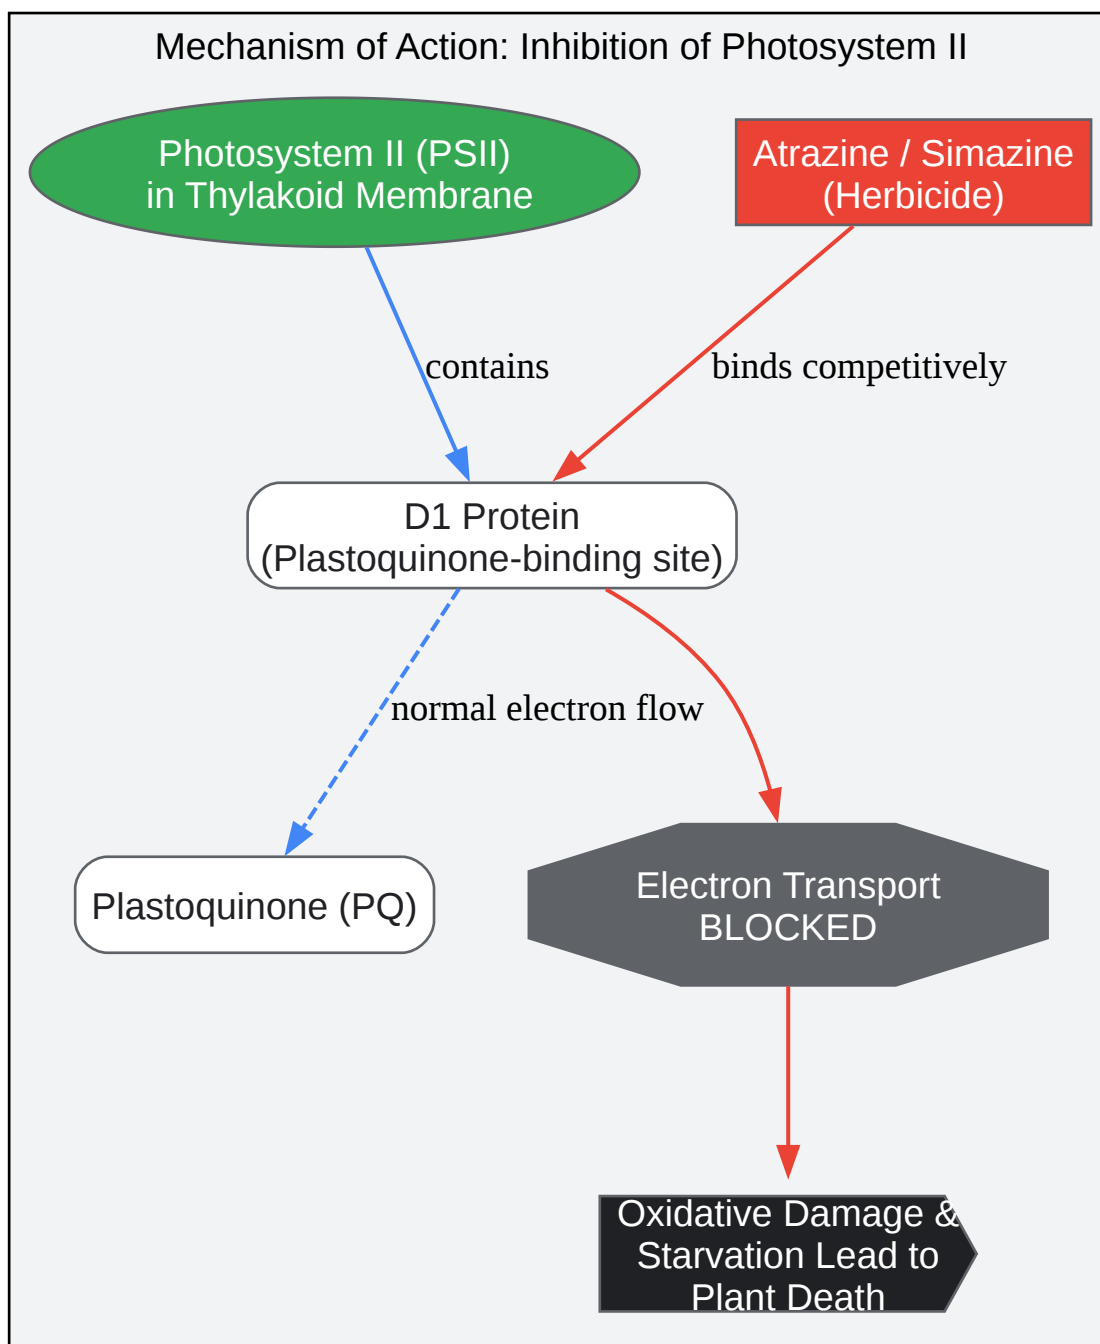 Mechanism of Action: Inhibition of Photosystem II
Photosystem II (PSII)
in Thylakoid Membrane
Atrazine / Simazine
(Herbicide)
contains
binds competitively
D1 Protein
(Plastoquinone-binding site)
normal electron flow
Plastoquinone (PQ)
Electron Transport
BLOCKED
Oxidative Damage &
Starvation Lead to
Plant Death